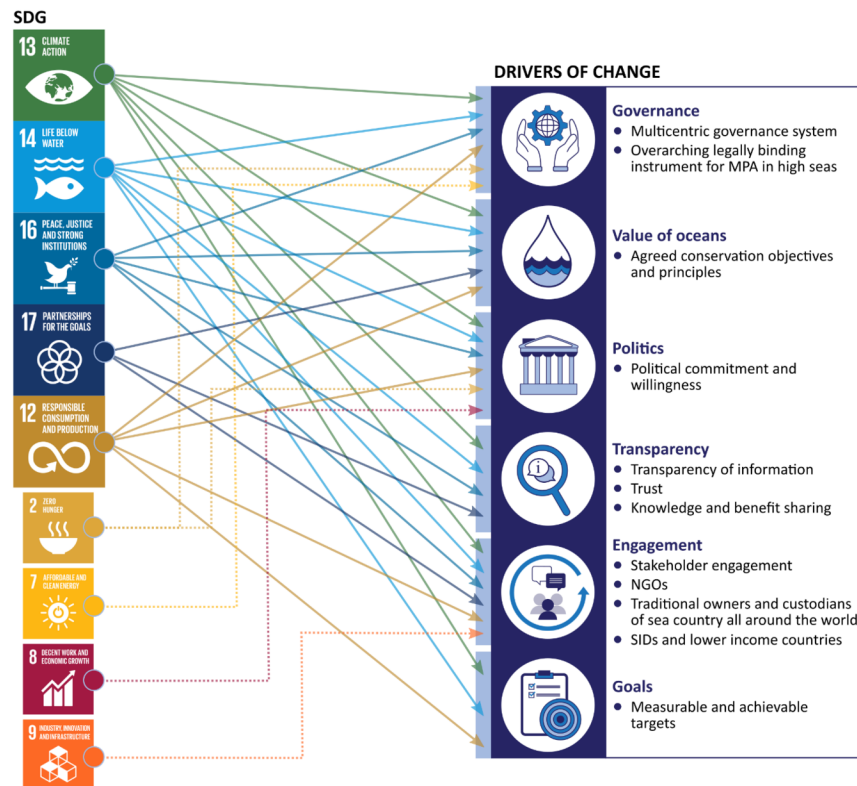 SDG
13 CLIMATE
ACTION
14 LIFE BELOW
WATER
16 PEACE, JUSTICE
AND STRONG
INSTITUTIONS
17 PARTNERSHIPS
FOR THE GOALS
12 RESPONSIBLE
CONSUMPTION
AND PRODUCTION
2 ZERO
HUNGER
7 AFFORDABLE AND
CLEAN ENERGY
8 DECENT WORK AND
ECONOMIC GROWTH
9 INDUSTRY, INNOVATION
AND INFRASTRUCTURE
DRIVERS OF CHANGE
Governance
● Multicentric governance system
● Overarching legally binding
instrument for MPA in high seas
Value of oceans
● Agreed conservation objectives
and principles
Politics
● Political commitment and
willingness
Transparency
● Transparency of information
● Trust
● Knowledge and benefit sharing
i
Engagement
● Stakeholder engagement
● NGOs
● Traditional owners and custodians
of sea country all around the world
● SIDs and lower income countries
Goals
● Measurable and achievable
targets